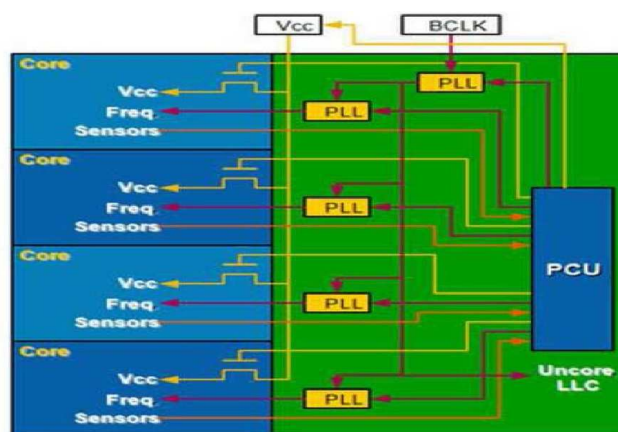 Vcc
BCLK
Core
Vcc
Freq
Sensors
PLL
PLL
Core
Vcc
Freq
Sensors
PLL
PCU
Core
Vcc
Freq
Sensors
PLL
Core
Vcc
Freq
Sensors
PLL
Uncore
LLC